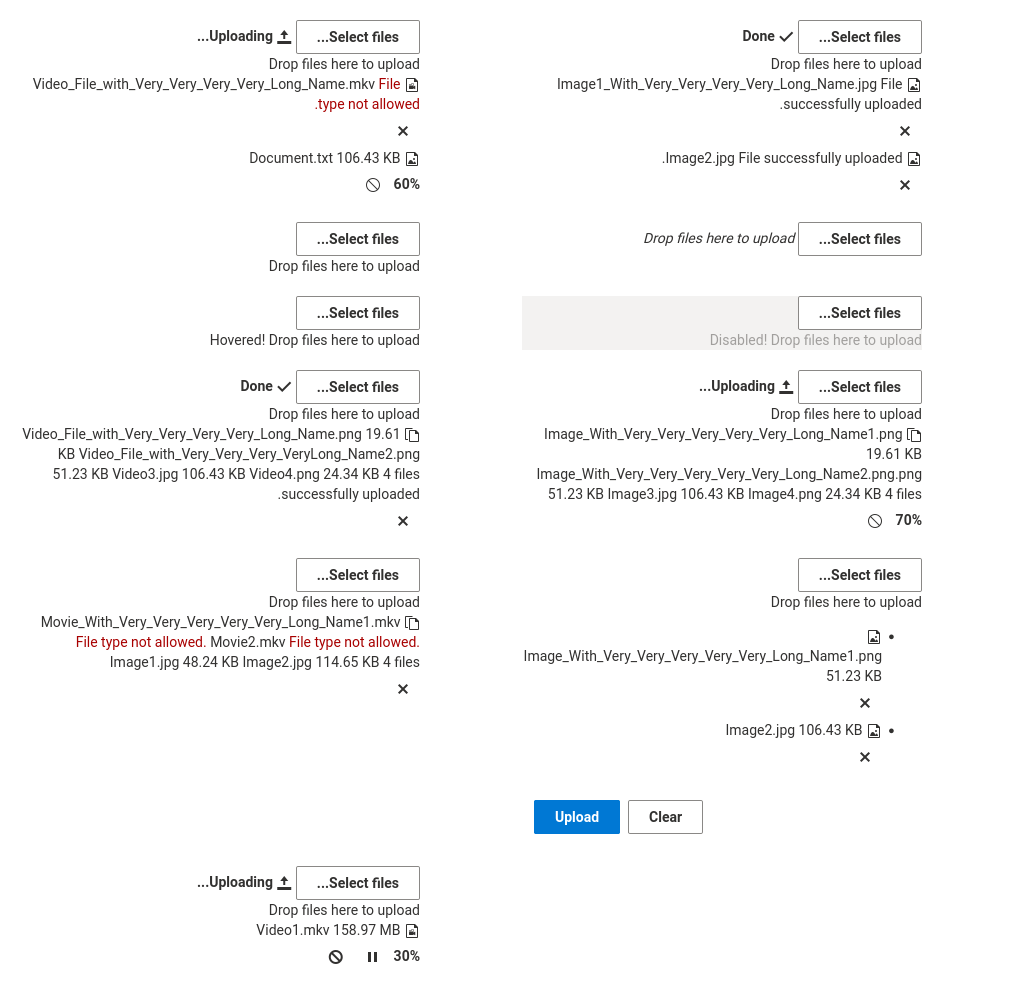 ...Uploading ...Select files
Drop files here to upload
Video_File_with_Very_Very_Very_Very_Long_Name.mkv File
.type not allowed
Document.txt 106.43 KB
60%
Done ...Select files
Drop files here to upload
Image1_With_Very_Very_Very_Very_Long_Name.jpg File
.successfully uploaded
.Image2.jpg File successfully uploaded
...Select files
Drop files here to upload
Drop files here to upload ...Select files
...Select files
Hovered! Drop files here to upload
...Select files
Disabled! Drop files here to upload
Done ...Select files
Drop files here to upload
Video_File_with_Very_Very_Very_Very_Long_Name.png 19.61
KB Video_File_with_Very_Very_Very_VeryLong_Name2.png
51.23 KB Video3.jpg 106.43 KB Video4.png 24.34 KB 4 files
.successfully uploaded
...Uploading ...Select files
Drop files here to upload
Image_With_Very_Very_Very_Very_Very_Long_Name1.png
19.61 KB
Image_With_Very_Very_Very_Very_Very_Long_Name2.png.png
51.23 KB Image3.jpg 106.43 KB Image4.png 24.34 KB 4 files
70%
...Select files
Drop files here to upload
Movie_With_Very_Very_Very_Very_Very_Long_Name1.mkv
File type not allowed. Movie2.mkv File type not allowed.
Image1.jpg 48.24 KB Image2.jpg 114.65 KB 4 files
...Select files
Drop files here to upload
Image_With_Very_Very_Very_Very_Very_Long_Name1.png
51.23 KB
Image2.jpg 106.43 KB
Upload Clear
...Uploading ...Select files
Drop files here to upload
Video1.mkv 158.97 MB
30%